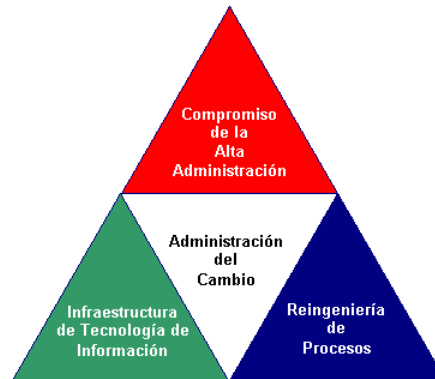 Compromiso
de la
Alta
Administración
Administración
del
Cambio
Infraestructura
de Tecnología de
Información
Reingeniería
de
Procesos